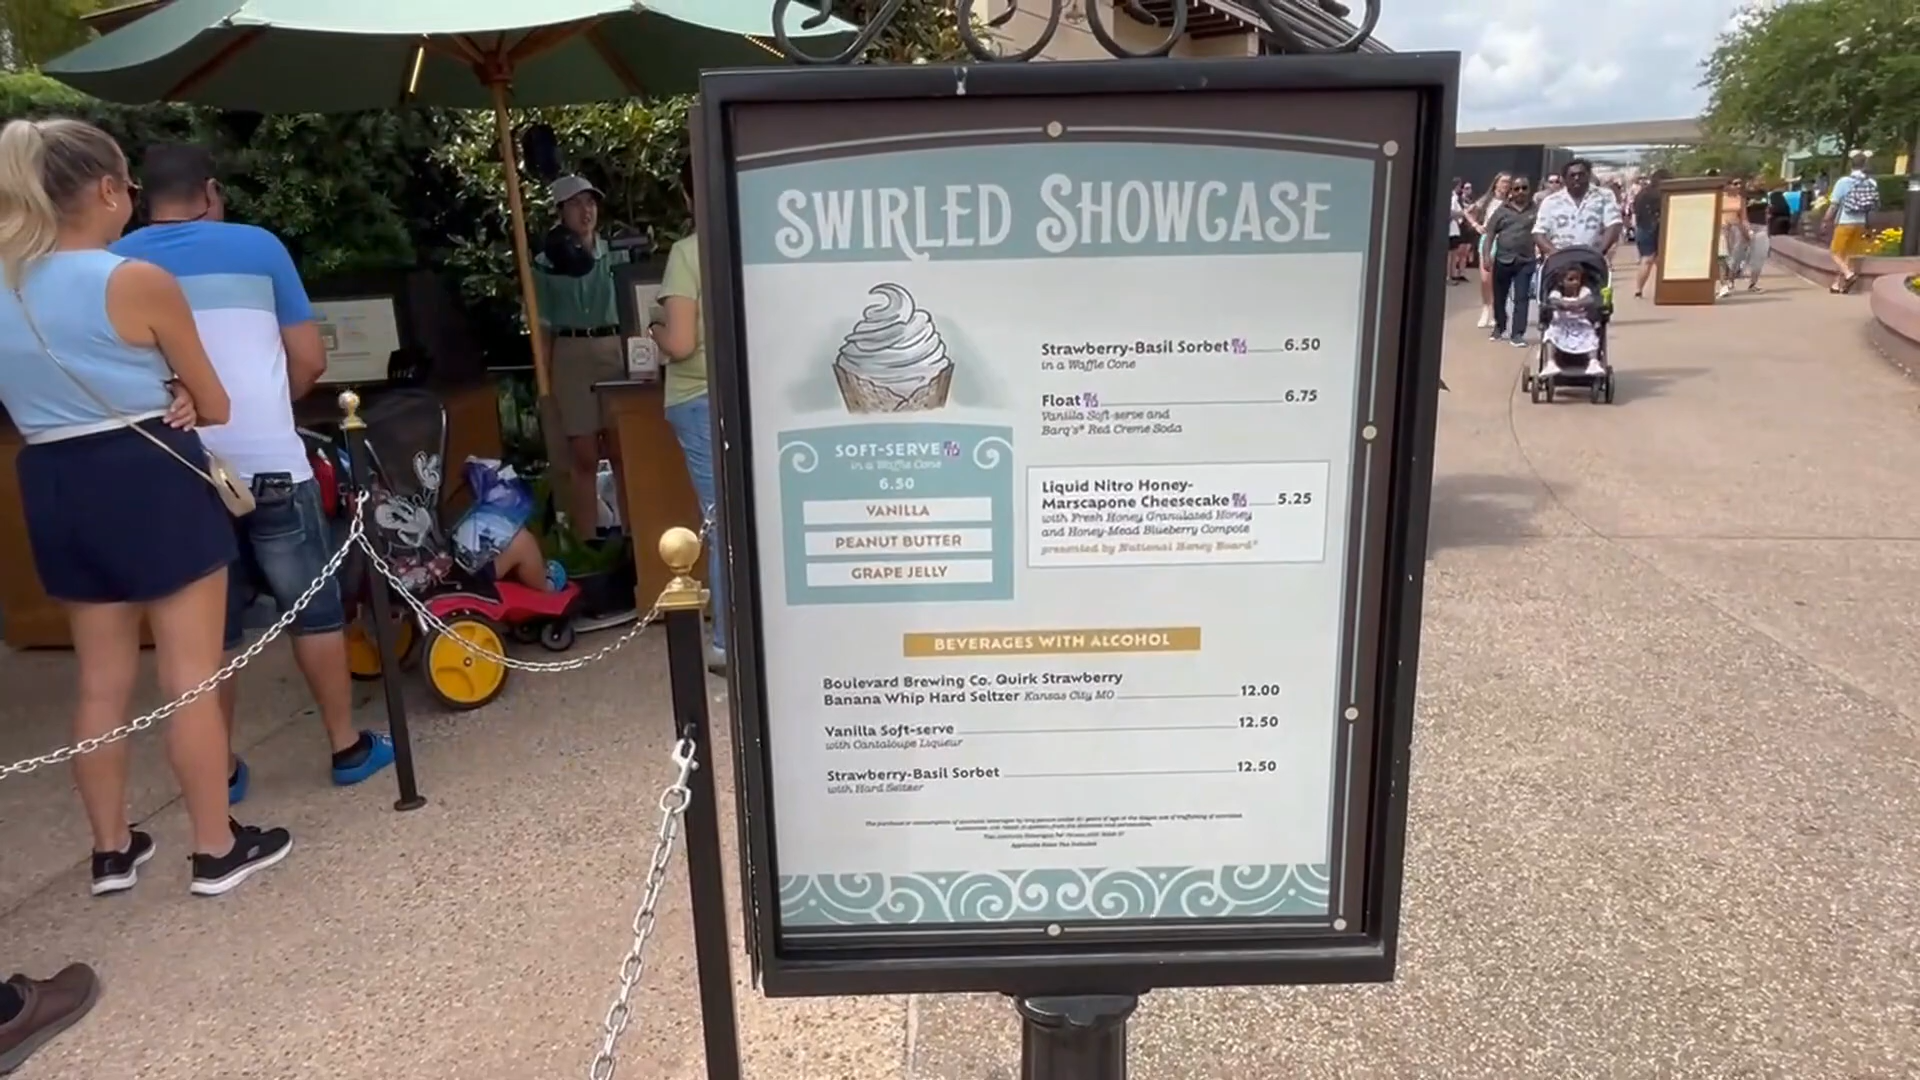 SWIRLED SHOWCASE
SOFT-SERVE
in a Waffle Cone
6.50
VANILLA
PEANUT BUTTER
GRAPE JELLY
Strawberry-Basil Sorbet 6.50
in a Waffle Cone
Float 6.75
Vanilla Soft-serve and
Barq's® Red Creme Soda
Liquid Nitro Honey-
Marscapone Cheesecake 5.25
with Fresh Honey Granulated Honey
and Honey-Mead Blueberry Compote
presented by National Honey Board®
BEVERAGES WITH ALCOHOL
Boulevard Brewing Co. Quirk Strawberry
Banana Whip Hard Seltzer Kansas City MO 12.00
Vanilla Soft-serve 12.50
with Cantaloupe Liqueur
Strawberry-Basil Sorbet 12.50
with Hard Seltzer